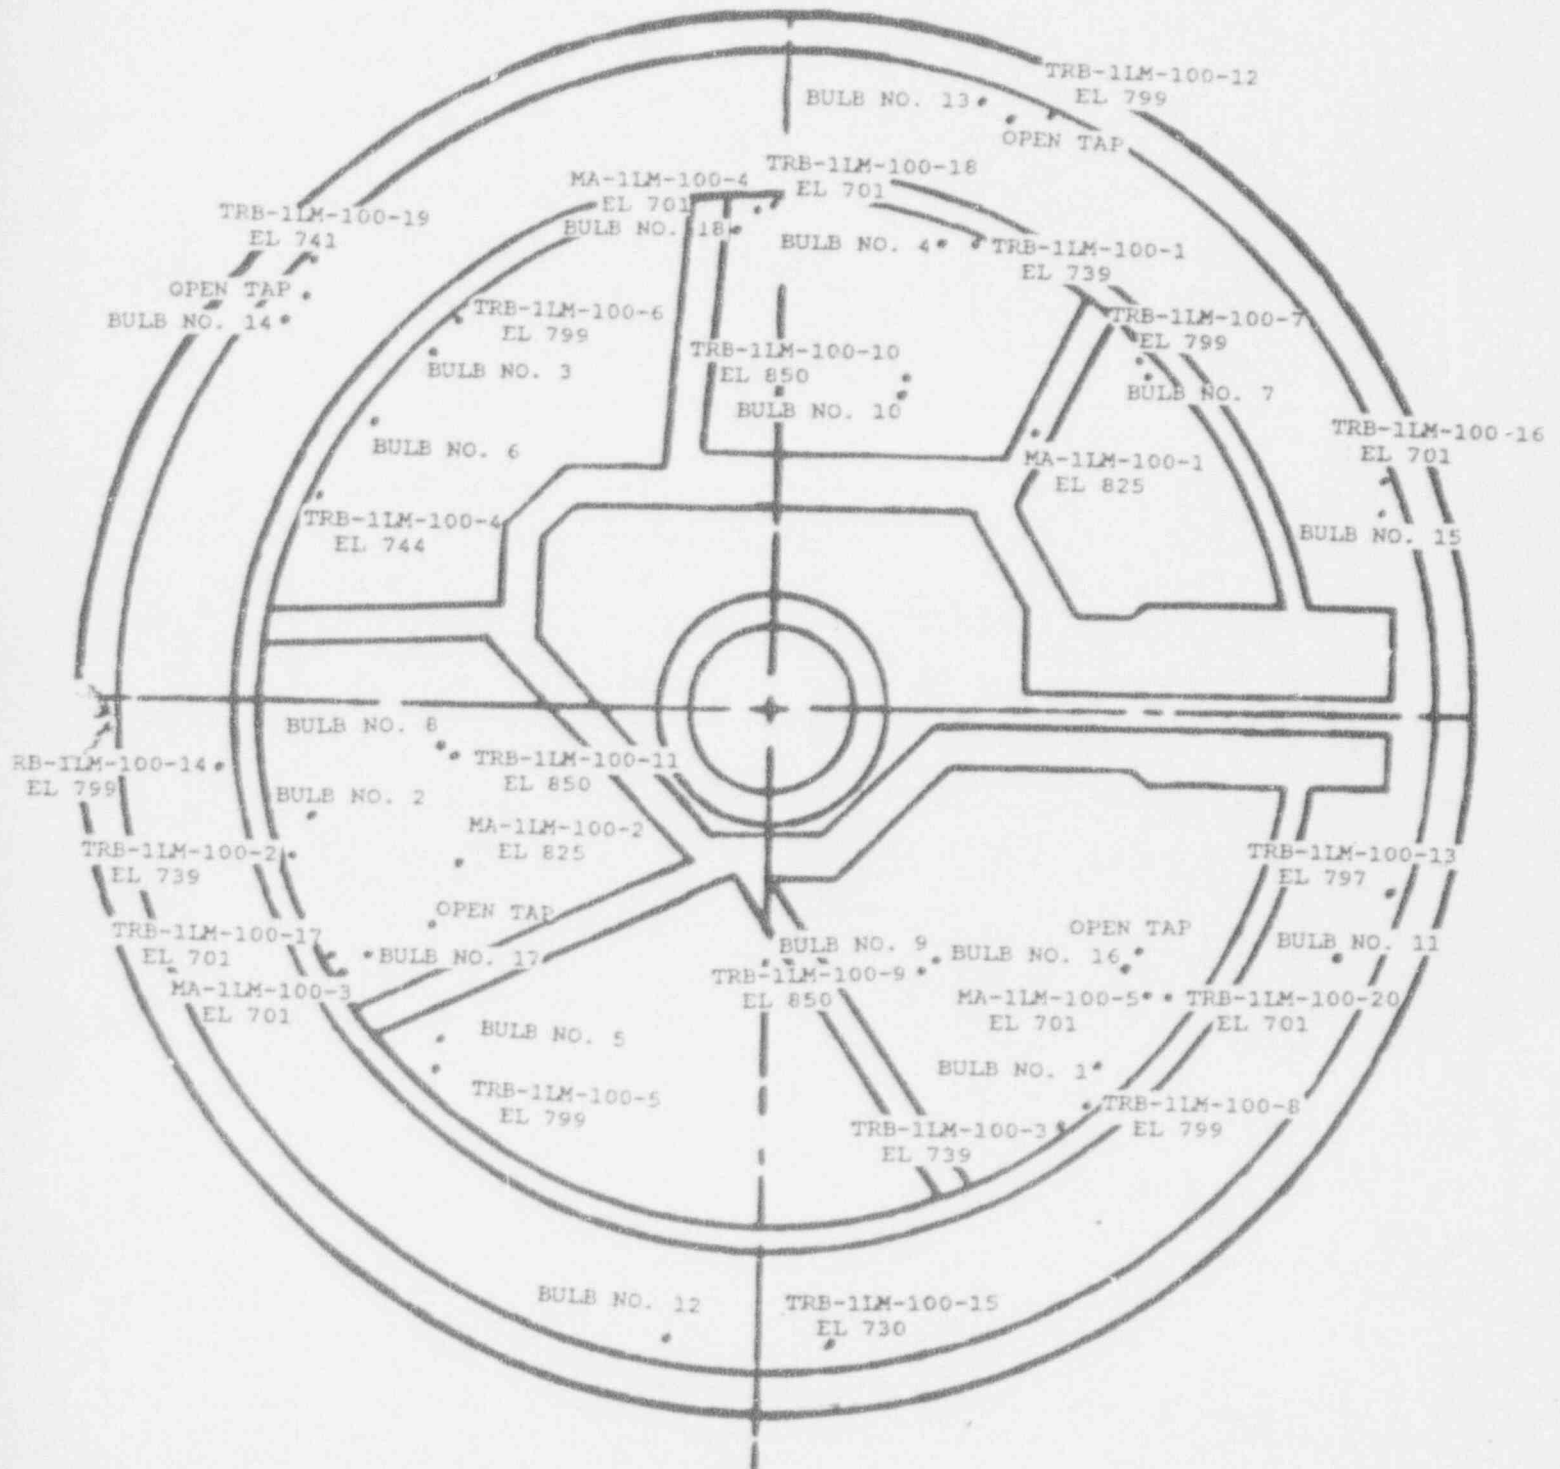 TRB-1LM-100-12
EL 799
BULB NO. 13
OPEN TAP
TRB-1LM-100-18
EL 701
MA-1LM-100-4
EL 701
BULB NO. 18
TRB-1LM-100-19
EL 741
OPEN TAP
BULB NO. 14
BULB NO. 4
TRB-1LM-100-1
EL 739
TRB-1LM-100-6
EL 799
BULB NO. 3
TRB-1LM-100-7
EL 799
BULB NO. 7
TRB-1LM-100-10
EL 850
BULB NO. 10
BULB NO. 6
TRB-1LM-100-16
EL 701
BULB NO. 15
MA-1LM-100-1
EL 825
TRB-1LM-100-4
EL 744
BULB NO. 8
TRB-1LM-100-11
EL 850
RB-1LM-100-14
EL 799
BULB NO. 2
MA-1LM-100-2
EL 825
TRB-1LM-100-2
EL 739
TRB-1LM-100-13
EL 797
BULB NO. 11
OPEN TAP
BULB NO. 17
TRB-1LM-100-17
EL 701
MA-1LM-100-3
EL 701
BULB NO. 9
TRB-1LM-100-9
EL 850
OPEN TAP
BULB NO. 16
MA-1LM-100-5
EL 701
TRB-1LM-100-20
EL 701
BULB NO. 5
TRB-1LM-100-5
EL 799
BULB NO. 1
TRB-1LM-100-8
EL 799
TRB-1LM-100-3
EL 739
BULB NO. 12
TRB-1LM-100-15
EL 730